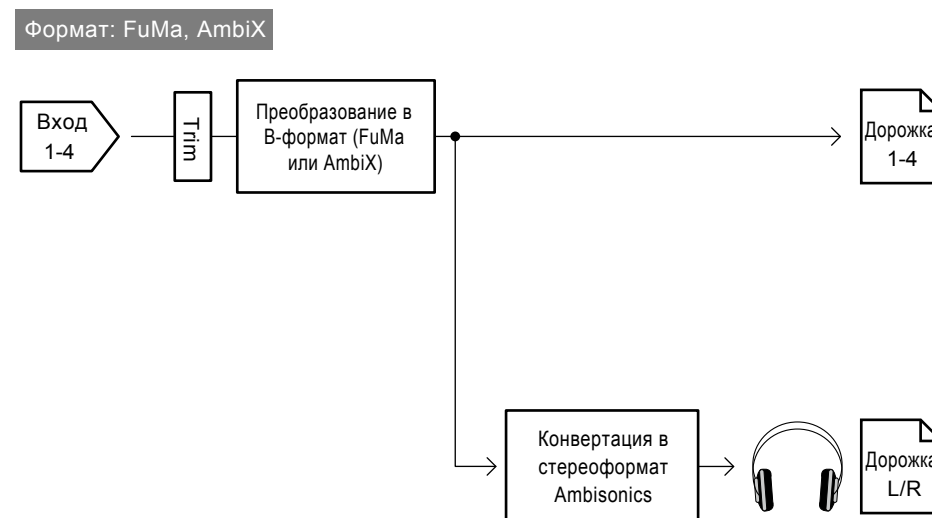 Формат: FuMa, AmbiX
Вход
1-4
Trim
Преобразование в
B-формат (FuMa
или AmbiX)
Дорожка
1-4
Конвертация в
стереоформат
Ambisonics
Дорожка
L/R